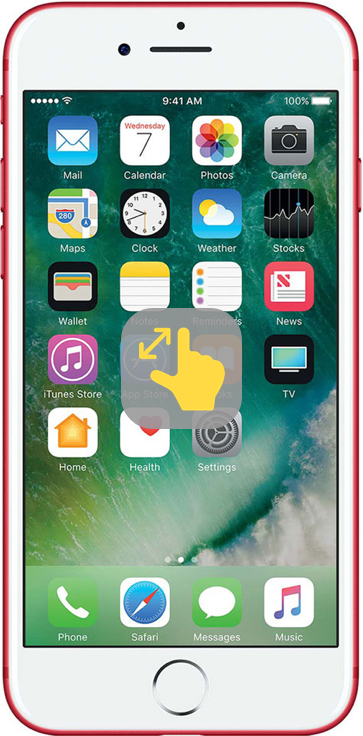 9:41 AM 100%
Wednesday
7
Mail Calendar Photos Camera
280
Maps Clock Weather Stocks
Wallet Notes Reminders News
iTunes Store App Store
TV
Home Health Settings
Phone Safari Messages Music